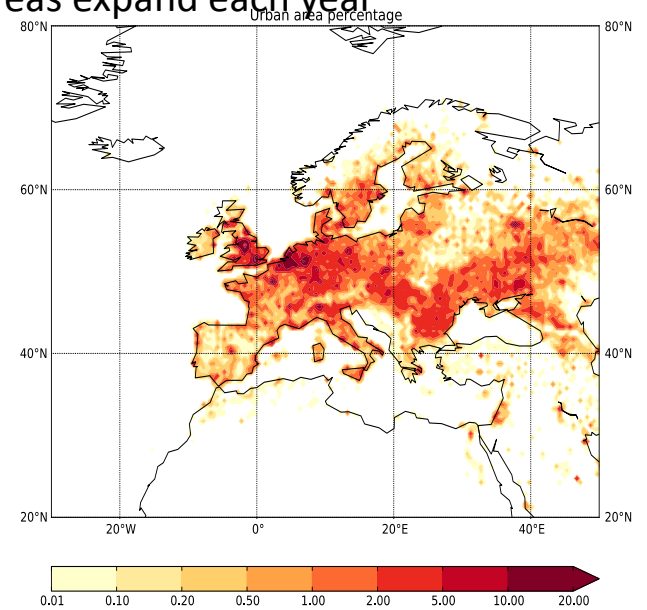 eas expand each year
Urban area percentage
80°N 80°N
60°N 60°N
40°N 40°N
20°N 20°N
20°W 0° 20°E 40°E
0.01 0.10 0.20 0.50 1.00 2.00 5.00 10.00 20.00